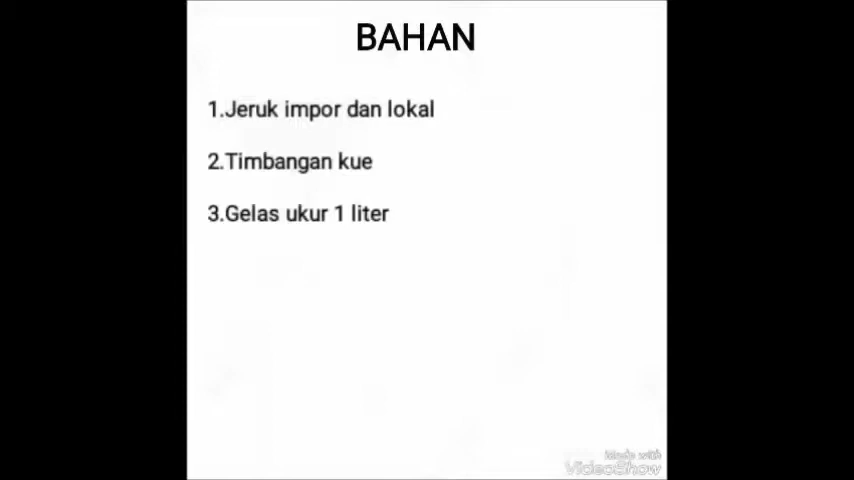 BAHAN
1.Jeruk impor dan lokal
2.Timbangan kue
3.Gelas ukur 1 liter
Made with
VideoShow